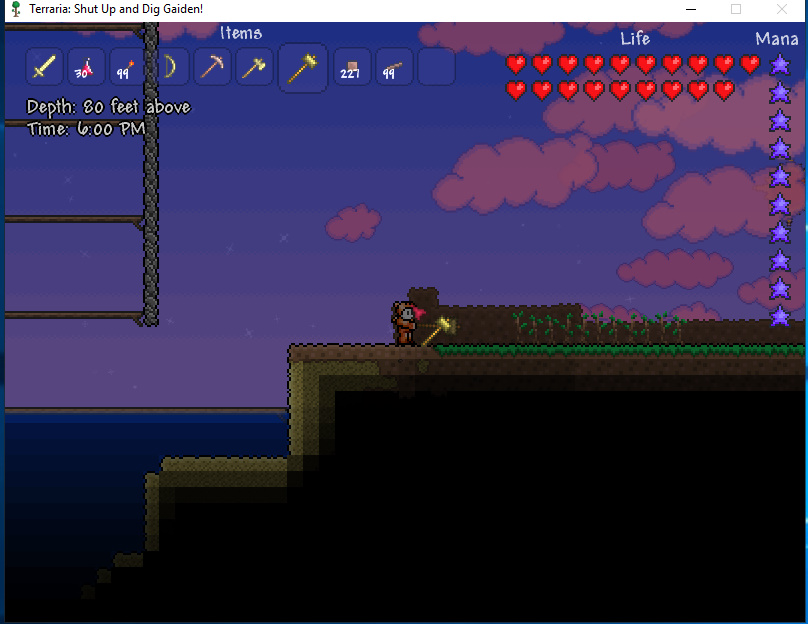 Terraria: Shut Up and Dig Gaiden!
Items
Life
Mana
30
99
227
99
Depth: 80 feet above
Time: 6:00 PM